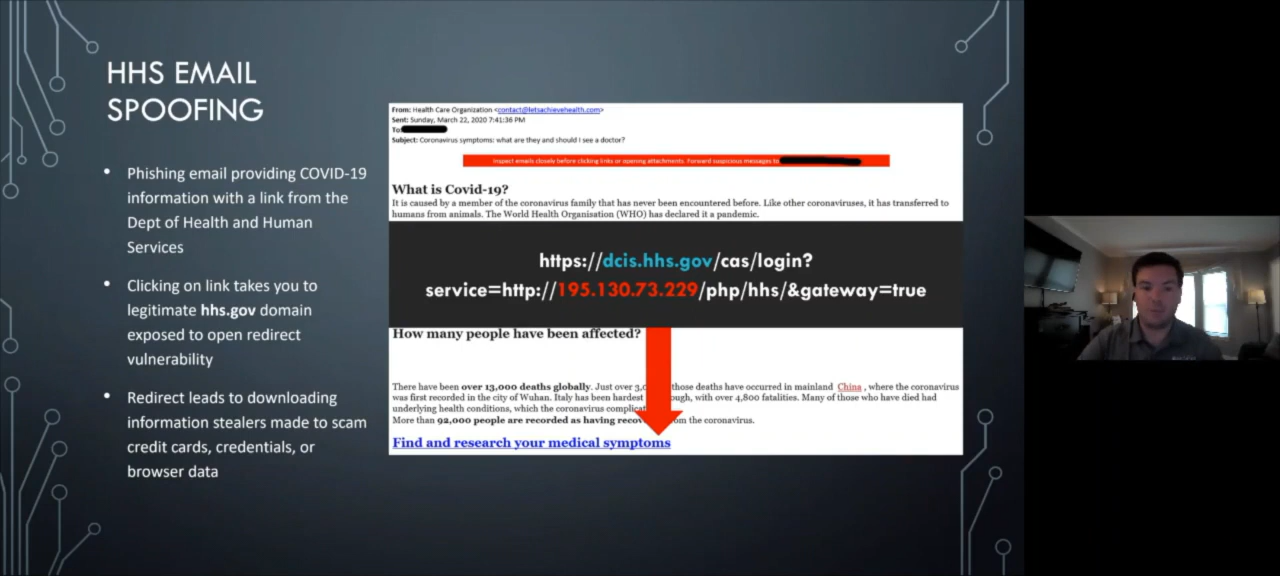 HHS EMAIL
SPOOFING
• Phishing email providing COVID-19
information with a link from the
Dept of Health and Human
Services
• Clicking on link takes you to
legitimate hhs.gov domain
exposed to open redirect
vulnerability
• Redirect leads to downloading
information stealers made to scam
credit cards, credentials, or
browser data
From: Health Care Organization <contact@letsachievehealth.com>
Sent: Sunday, March 22, 2020 7:41:36 PM
To:
Subject: Coronavirus symptoms: what are they and should I see a doctor?
Inspect emails closely before clicking links or opening attachments. Forward suspicious messages to
What is Covid-19?
It is caused by a member of the coronavirus family that has never been encountered before. Like other coronaviruses, it has transferred to
humans from animals. The World Health Organisation (WHO) has declared it a pandemic.
https://dcis.hhs.gov/cas/login?
service=http://195.130.73.229/php/hhs/&gateway=true
How many people have been affected?
There have been over 13,000 deaths globally. Just over 3,0 those deaths have occurred in mainland China , where the coronavirus
was first recorded in the city of Wuhan. Italy has been hardest ough, with over 4,800 fatalities. Many of those who have died had
underlying health conditions, which the coronavirus complicat
More than 92,000 people are recorded as having recov om the coronavirus.
Find and research your medical symptoms